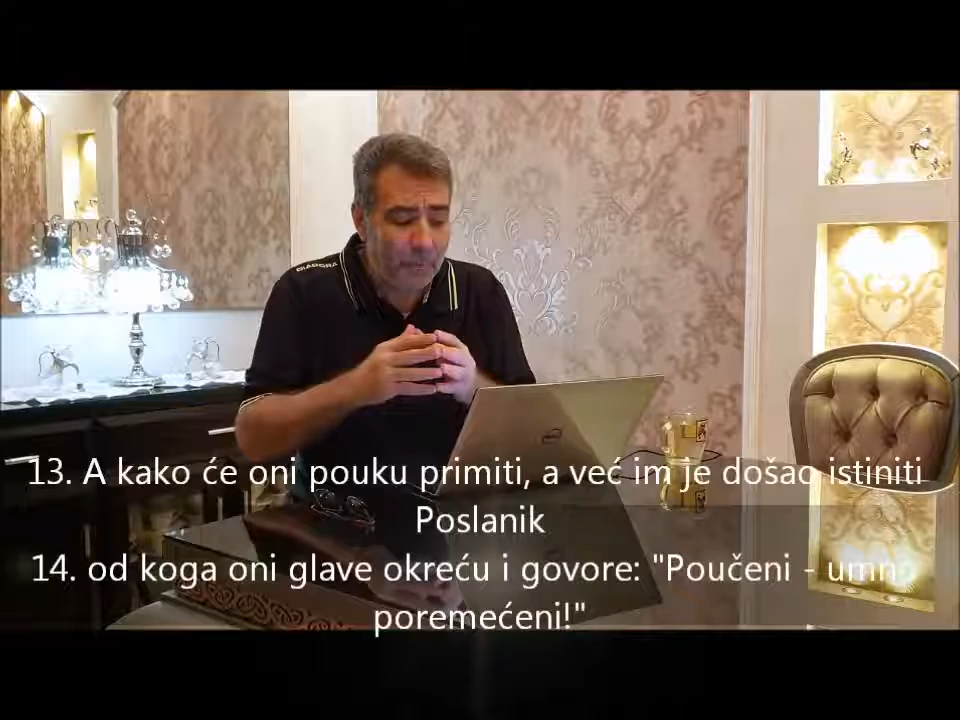 DIADORA
13. A kako će oni pouku primiti, a već im je došao istiniti
Poslanik
14. od koga oni glave okreću i govore: "Poučeni - umno
poremećeni!"